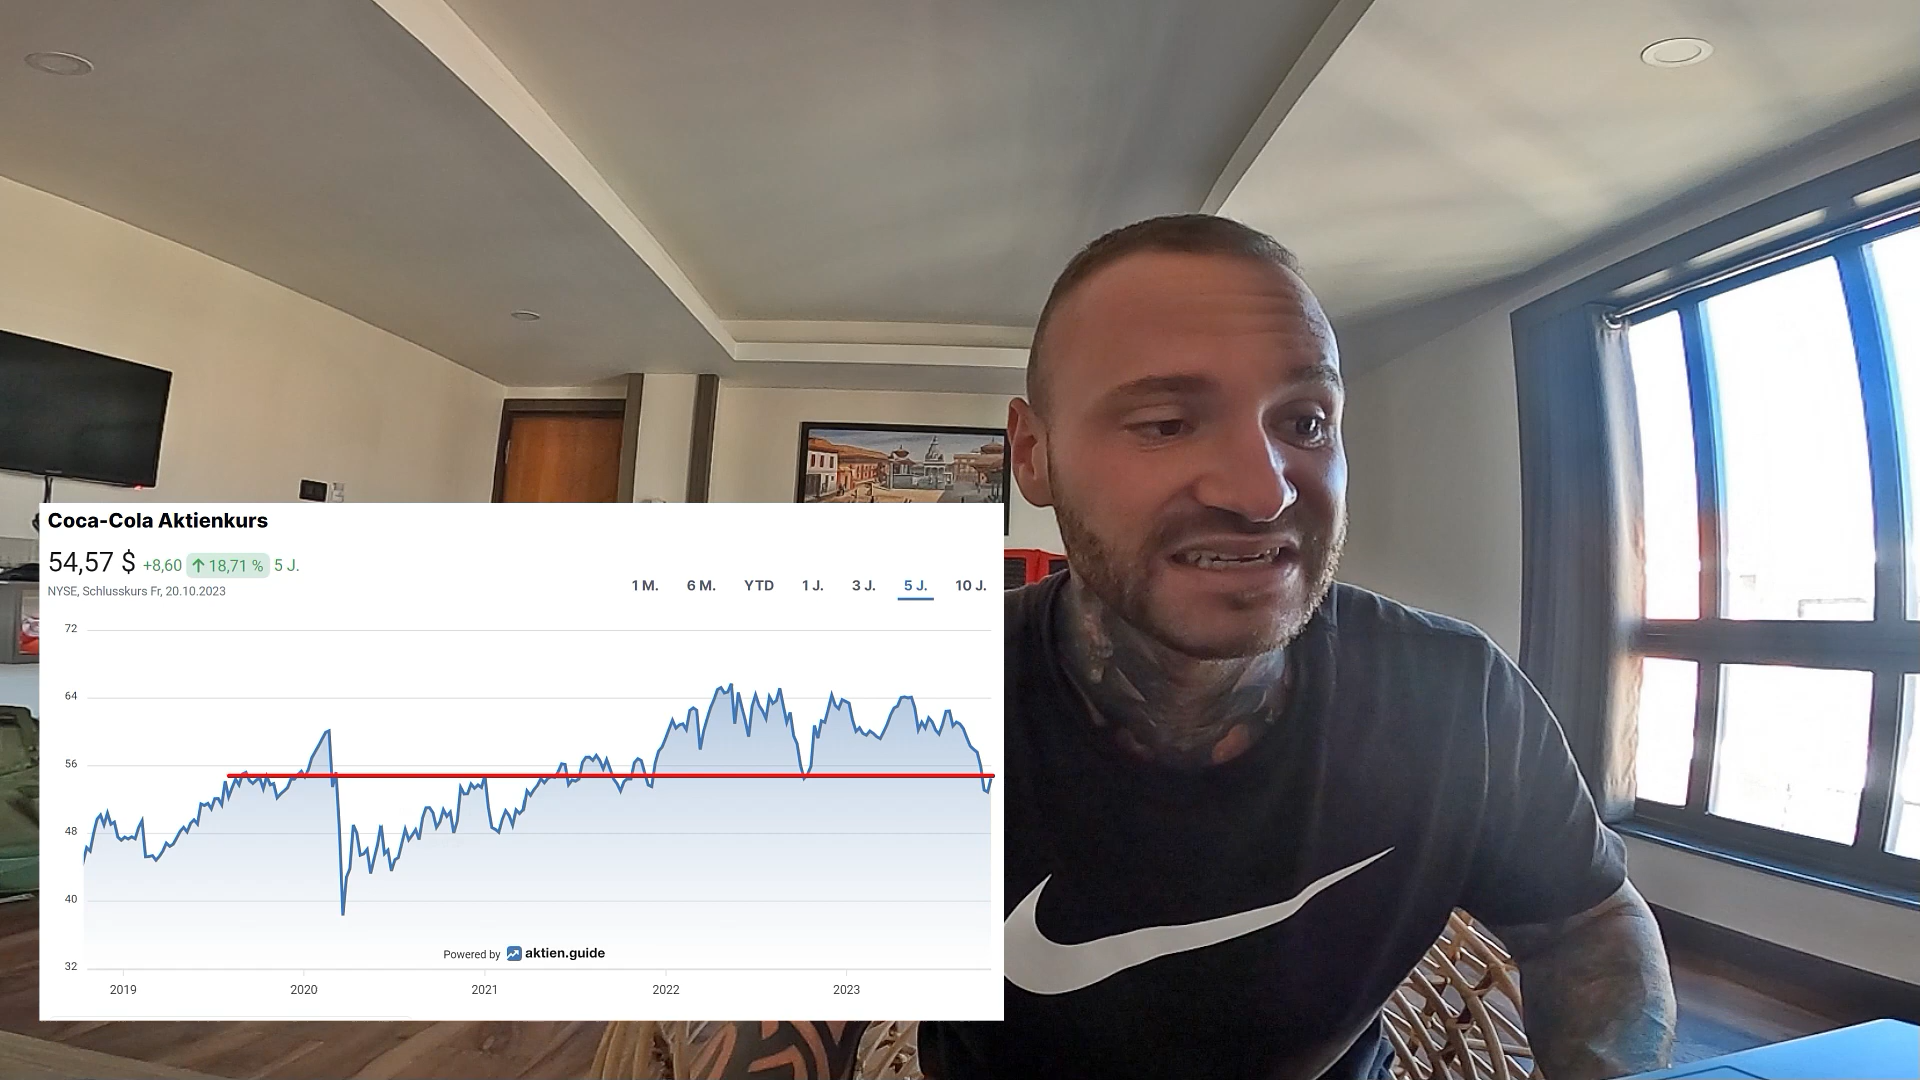 Coca-Cola Aktienkurs
54,57 $ +8,60 18,71 % 5 J.
NYSE, Schlusskurs Fr, 20.10.2023
1 M. 6 M. YTD 1 J. 3 J. 5 J. 10 J.
72
64
56
48
40
32
Powered by aktien.guide
2019 2020 2021 2022 2023